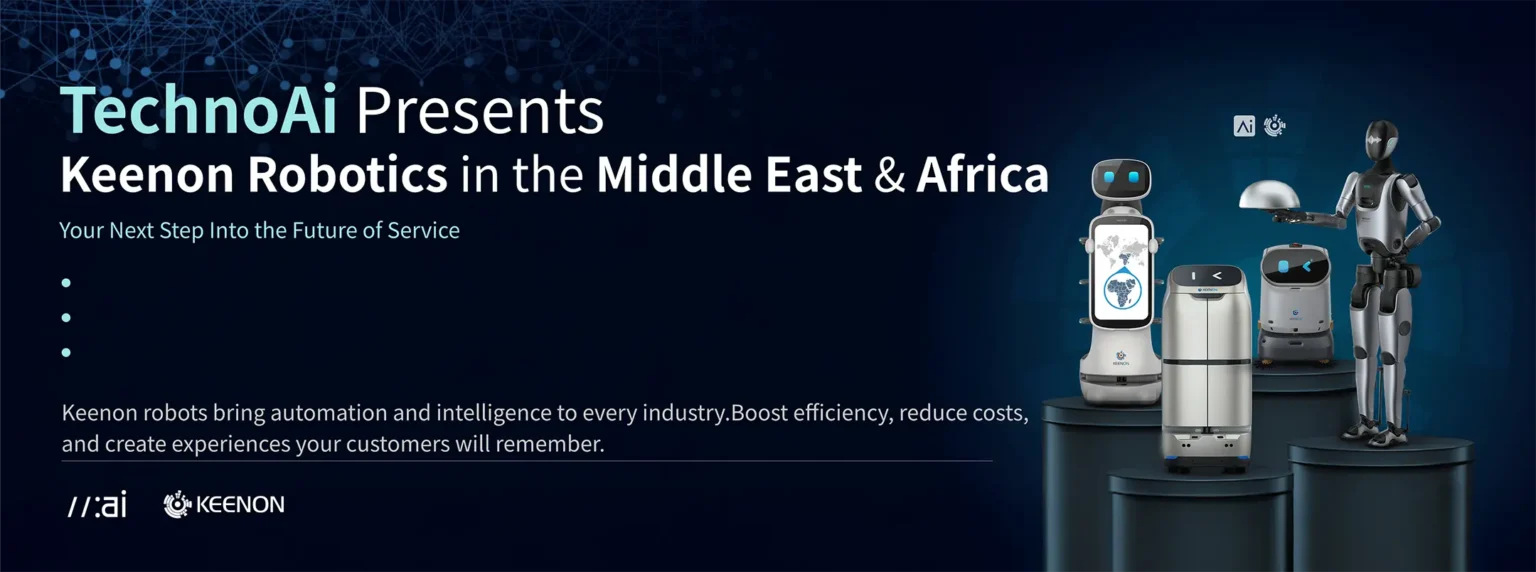 TechnoAi Presents
Keenon Robotics in the Middle East & Africa
Your Next Step Into the Future of Service
Keenon robots bring automation and intelligence to every industry.Boost efficiency, reduce costs,
and create experiences your customers will remember.
//:ai KEENON
Ai
KEENON
KEENON